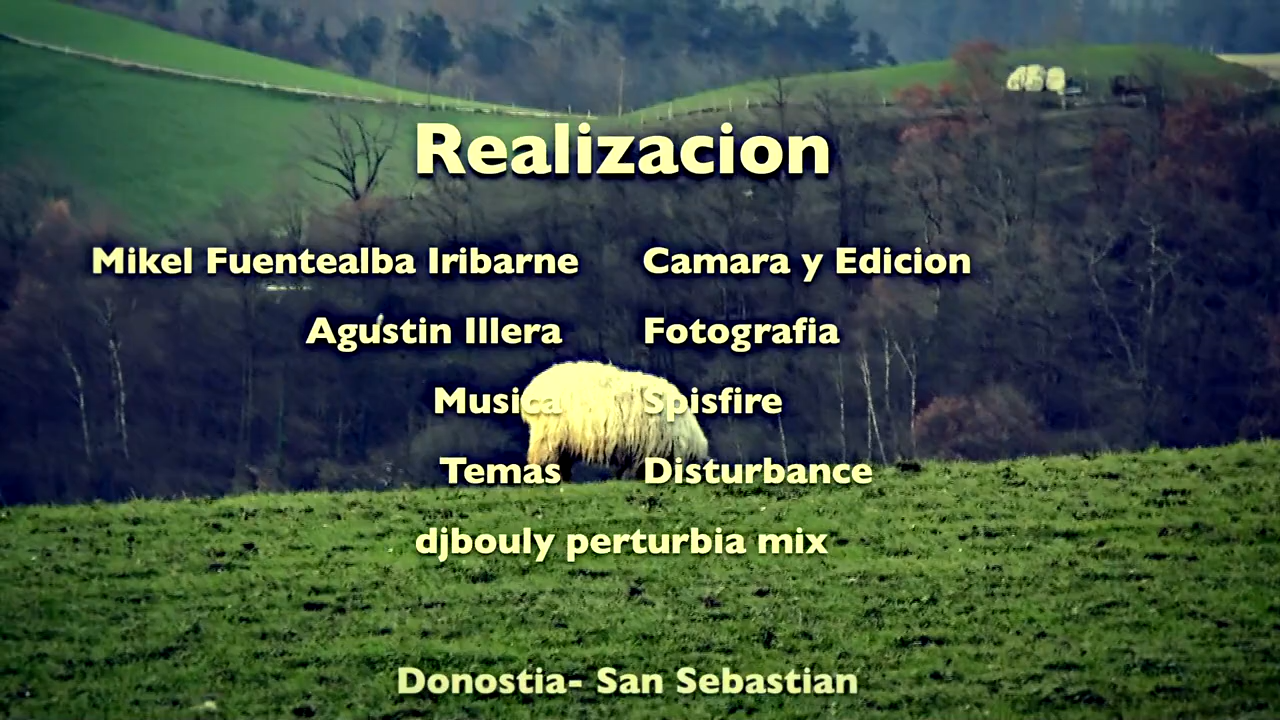 Realizacion
Mikel Fuentealba Iribarne Camara y Edicion
Agustin Illera Fotografia
Musica Spisfire
Temas Disturbance
djbouly perturbia mix
Donostia- San Sebastian